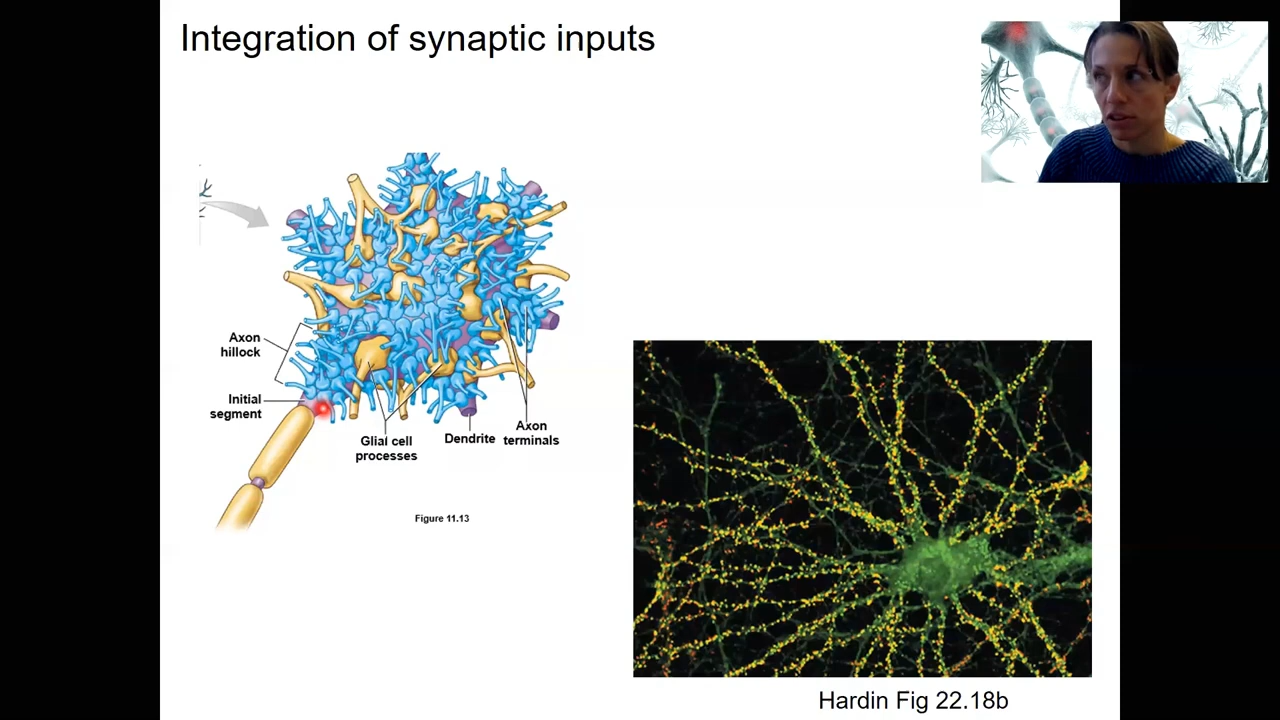 Integration of synaptic inputs
Axon
hillock
Initial
segment
Glial cell
processes
Dendrite
Axon
terminals
Figure 11.13
Hardin Fig 22.18b